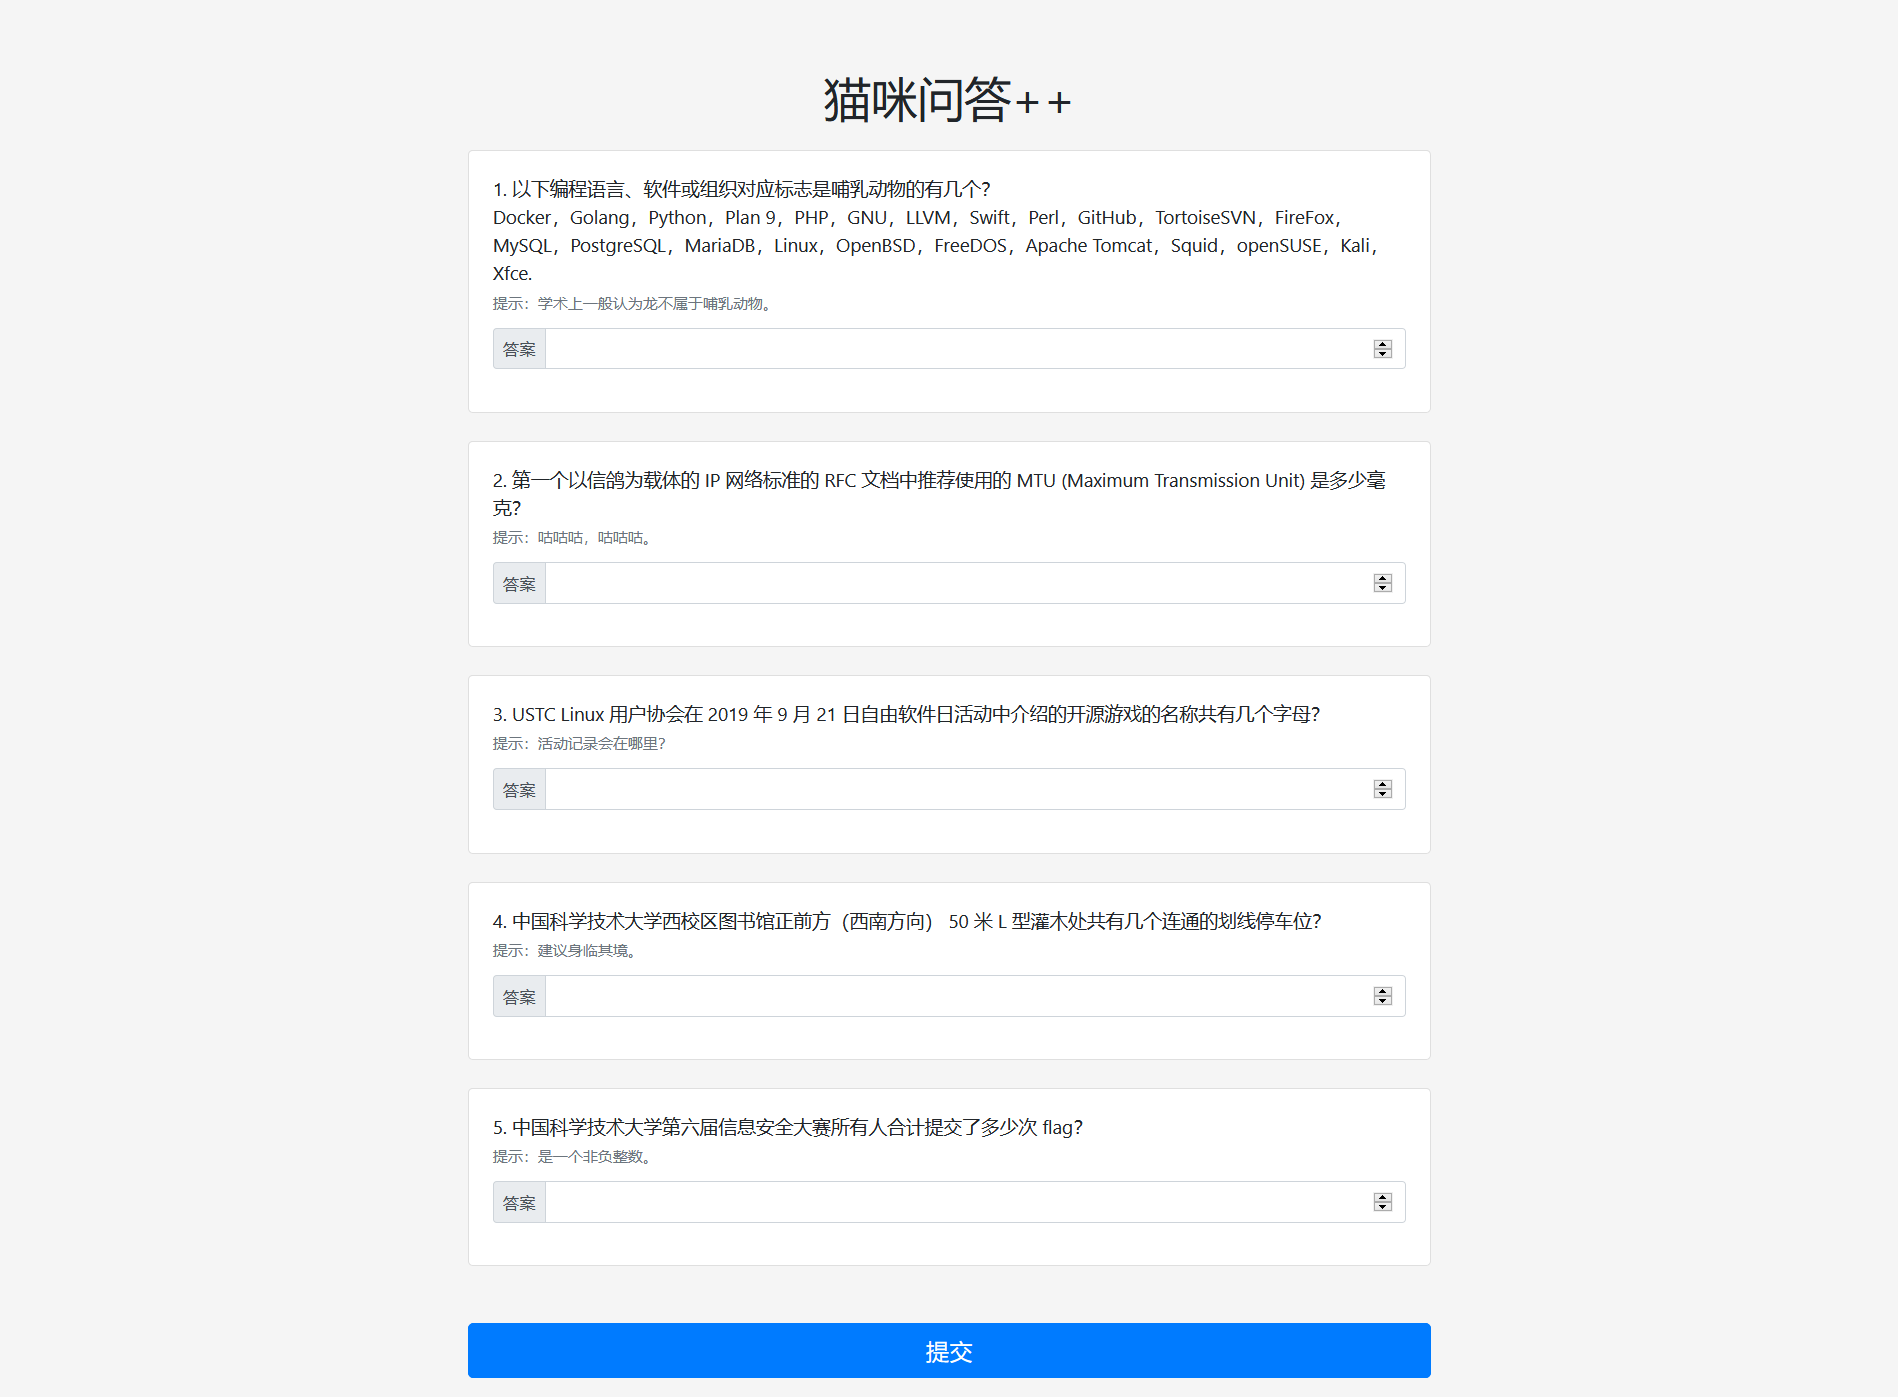 猫咪问答++
1. 以下编程语言、软件或组织对应标志是哺乳动物的有几个？
Docker，Golang，Python，Plan 9，PHP，GNU，LLVM，Swift，Perl，GitHub，TortoiseSVN，FireFox，
MySQL，PostgreSQL，MariaDB，Linux，OpenBSD，FreeDOS，Apache Tomcat，Squid，openSUSE，Kali，
Xfce.
提示：学术上一般认为龙不属于哺乳动物。
答案
2. 第一个以信鸽为载体的 IP 网络标准的 RFC 文档中推荐使用的 MTU (Maximum Transmission Unit) 是多少毫
克？
提示：咕咕咕，咕咕咕。
答案
3. USTC Linux 用户协会在 2019 年 9 月 21 日自由软件日活动中介绍的开源游戏的名称共有几个字母？
提示：活动记录会在哪里？
答案
4. 中国科学技术大学西校区图书馆正前方（西南方向） 50 米 L 型灌木处共有几个连通的划线停车位？
提示：建议身临其境。
答案
5. 中国科学技术大学第六届信息安全大赛所有人合计提交了多少次 flag？
提示：是一个非负整数。
答案
提交